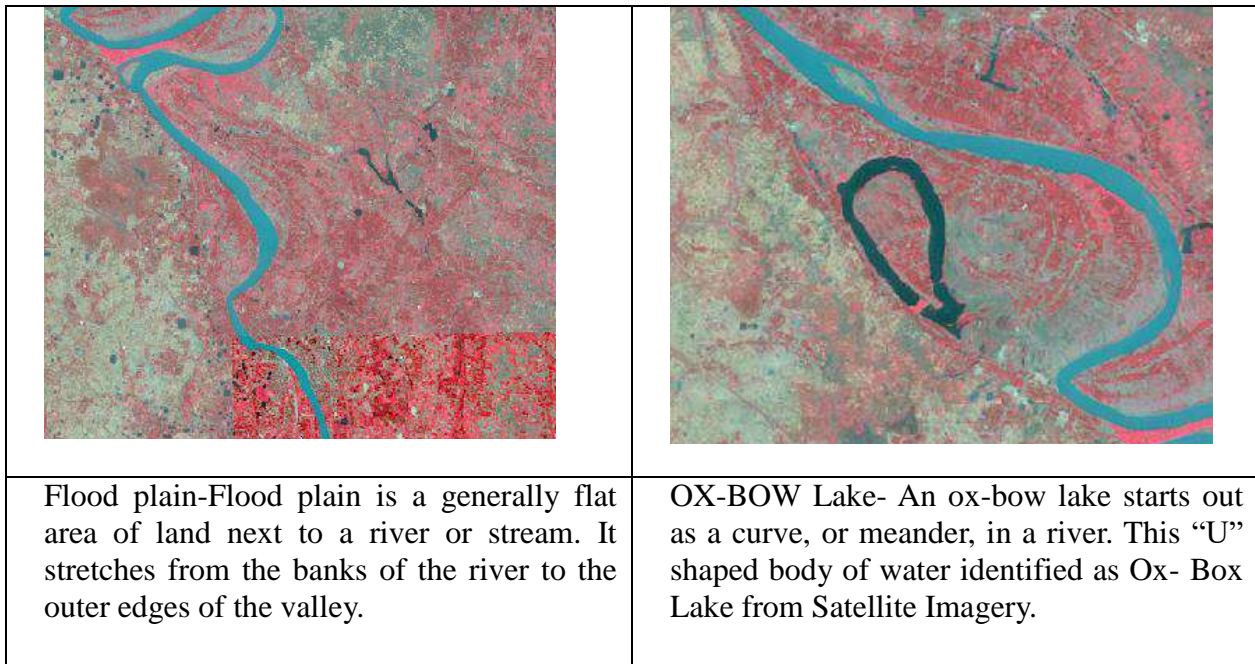 Flood plain-Flood plain is a generally flat
area of land next to a river or stream. It
stretches from the banks of the river to the
outer edges of the valley.
OX-BOW Lake- An ox-bow lake starts out
as a curve, or meander, in a river. This “U”
shaped body of water identified as Ox- Box
Lake from Satellite Imagery.